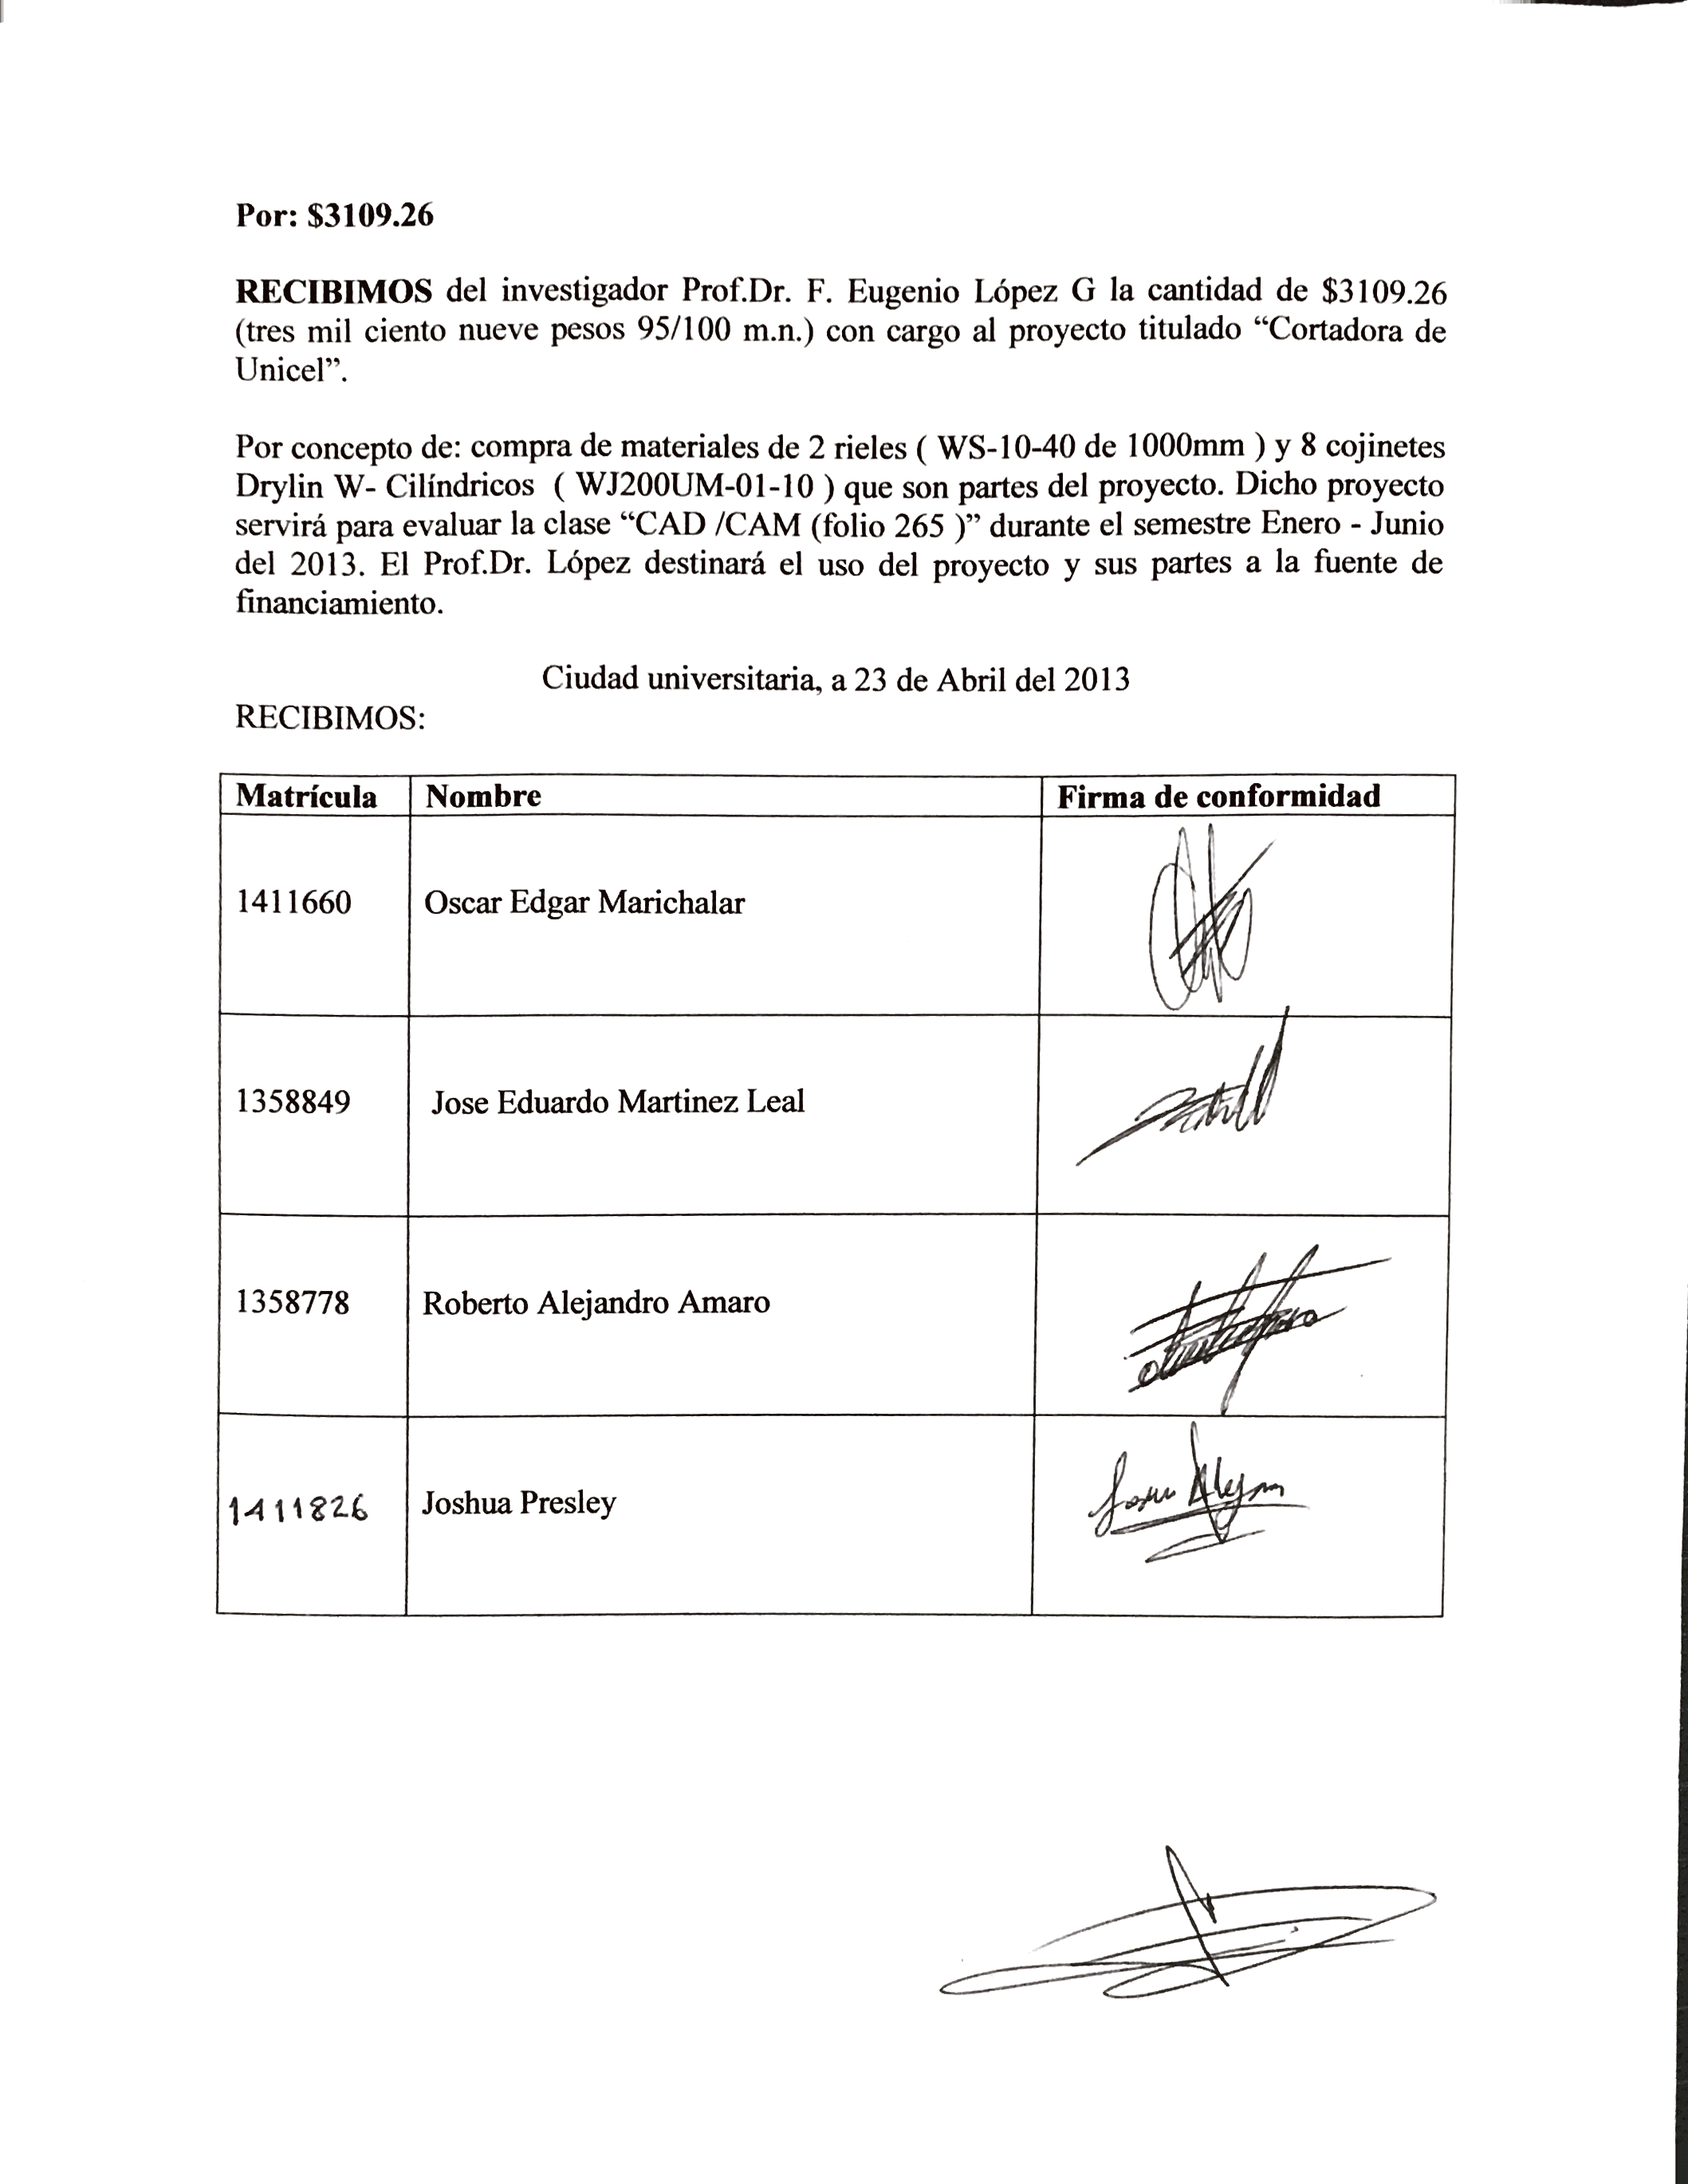 Por: $3109.26
RECIBIMOS del investigador Prof.Dr. F. Eugenio López G la cantidad de $3109.26
(tres mil ciento nueve pesos 95/100 m.n.) con cargo al proyecto titulado “Cortadora de
Unicel”.
Por concepto de: compra de materiales de 2 rieles ( WS-10-40 de 1000mm ) y 8 cojinetes
Drylin W- Cilíndricos ( WJ200UM-01-10 ) que son partes del proyecto. Dicho proyecto
servirá para evaluar la clase “CAD /CAM (folio 265 )” durante el semestre Enero - Junio
del 2013. El Prof.Dr. López destinará el uso del proyecto y sus partes a la fuente de
financiamiento.
Ciudad universitaria, a 23 de Abril del 2013
RECIBIMOS:
Matrícula Nombre Firma de conformidad
1411660 Oscar Edgar Marichalar
1358849 Jose Eduardo Martinez Leal
1358778 Roberto Alejandro Amaro
1411826 Joshua Presley